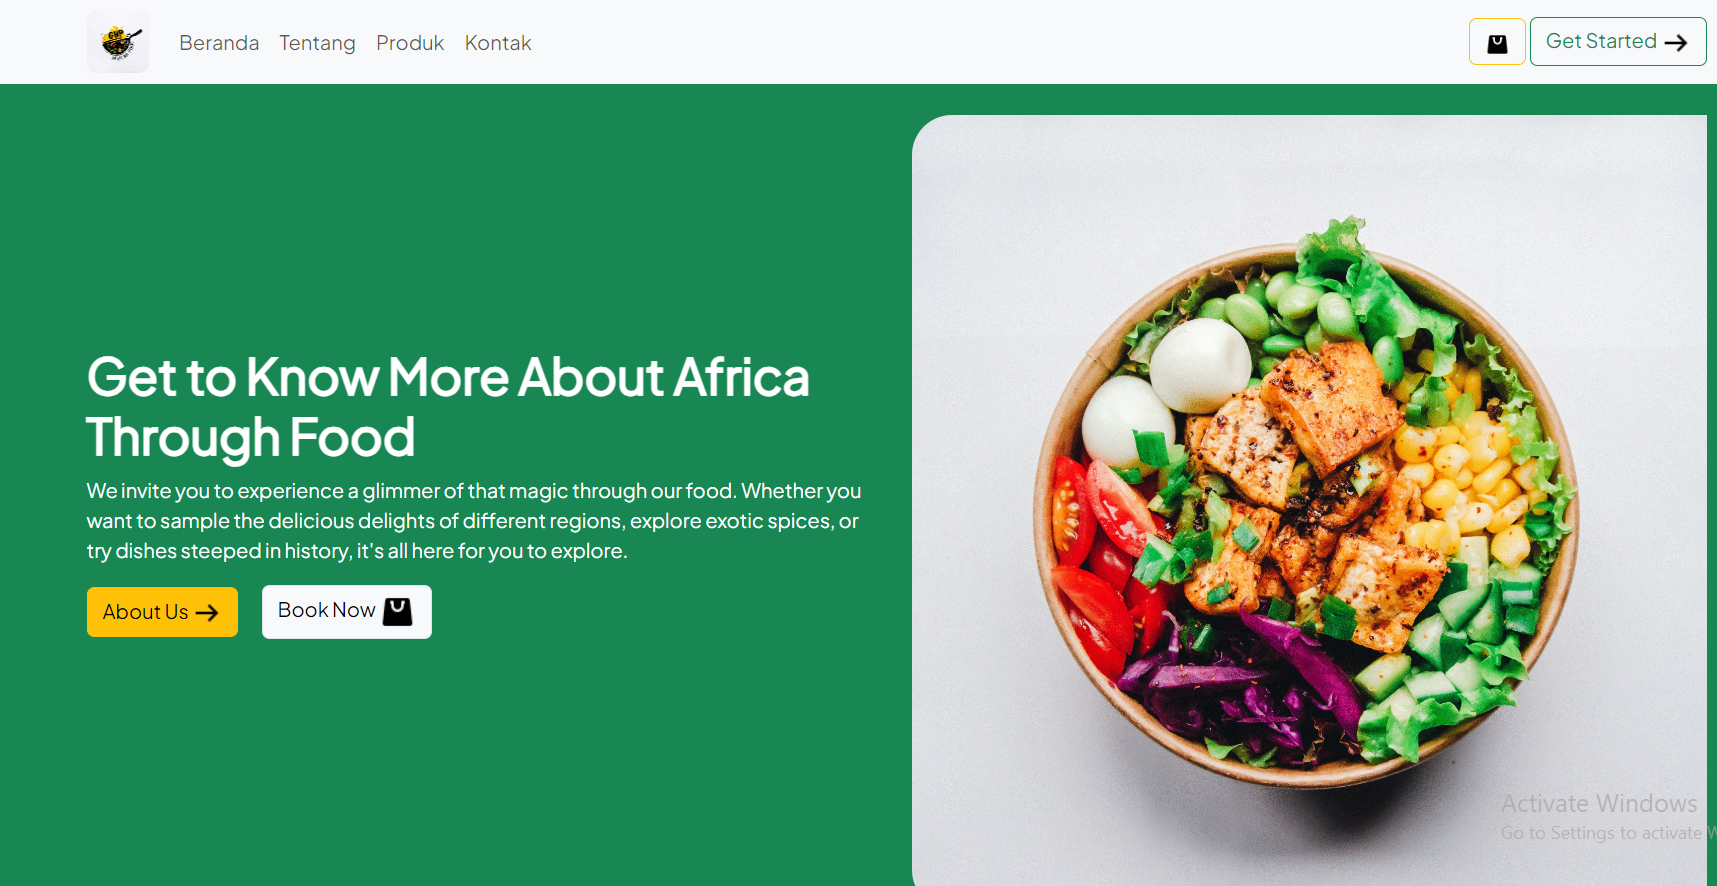 Beranda Tentang Produk Kontak
Get Started
Get to Know More About Africa
Through Food
We invite you to experience a glimmer of that magic through our food. Whether you
want to sample the delicious delights of different regions, explore exotic spices, or
try dishes steeped in history, it's all here for you to explore.
About Us
Book Now
Activate Windows
Go to Settings to activate